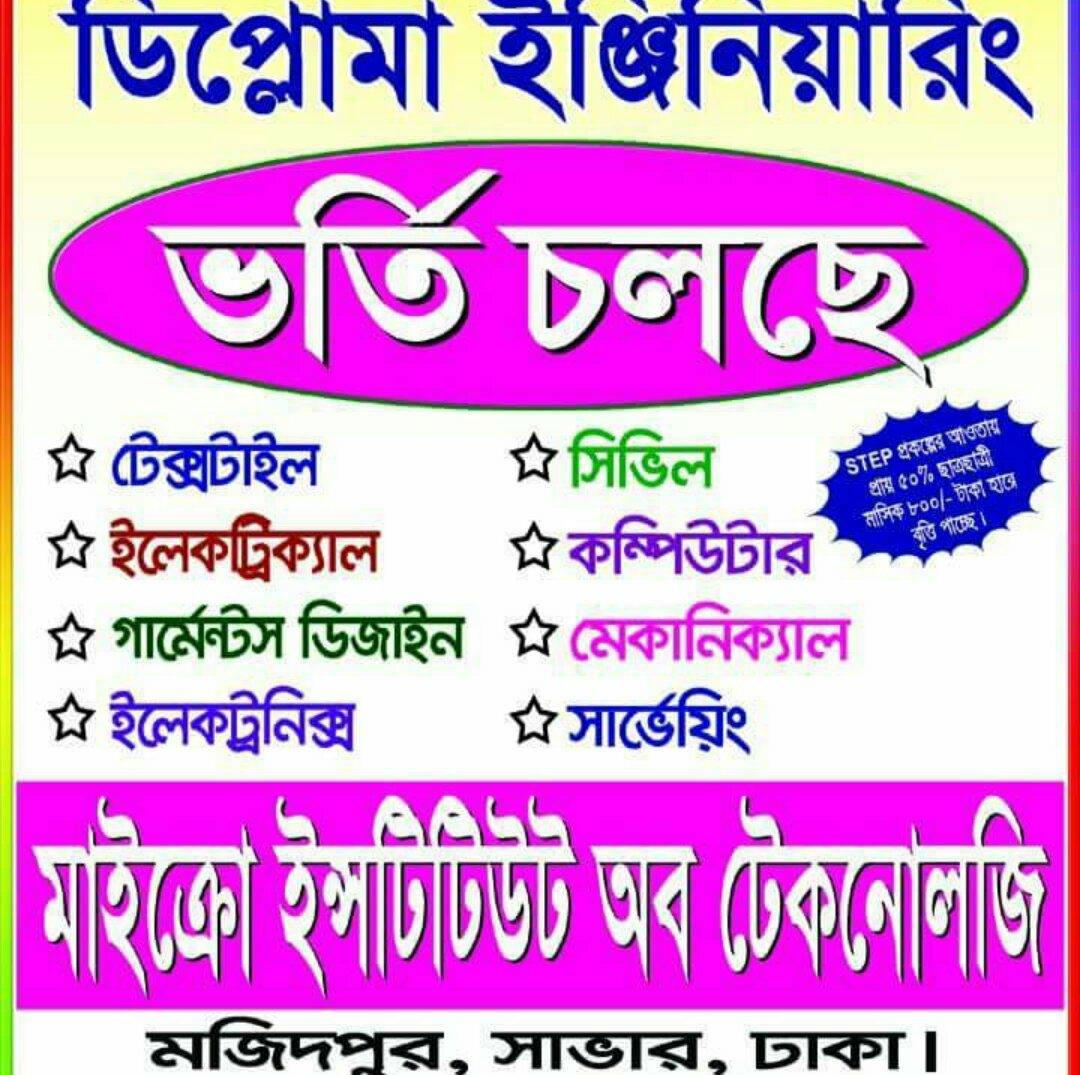 ডিপ্লোমা ইঞ্জিনিয়ারিং
ভর্তি চলছে
☆ টেক্সটাইল
☆ ইলেকট্রিক্যাল
☆ গার্মেন্টস ডিজাইন
☆ ইলেকট্রনিক্স
☆ সিভিল
☆ কম্পিউটার
☆ মেকানিক্যাল
☆ সার্ভেয়িং
STEP প্রকল্পের আওতায়
প্রায় ৫০% ছাত্রছাত্রী
মাসিক ৮০০/- টাকা হারে
বৃত্তি পাচ্ছে।
মাইক্রো ইন্সটিটিউট অব টেকনোলজি
মজিদপুর, সাভার, ঢাকা।